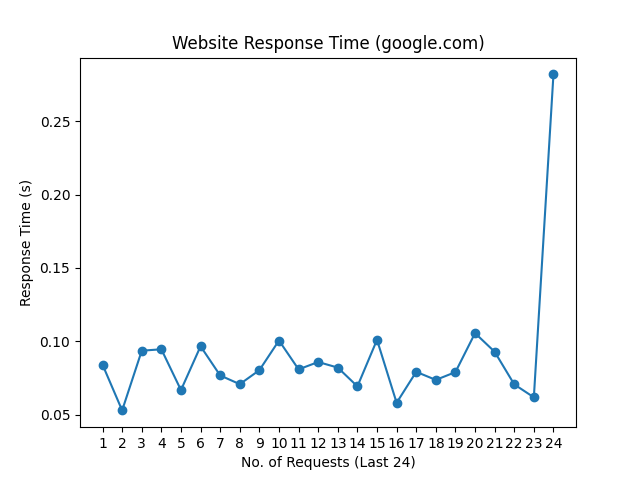 Website Response Time (google.com)
Response Time (s)
0.25
0.20
0.15
0.10
0.05
1 2 3 4 5 6 7 8 9 10 11 12 13 14 15 16 17 18 19 20 21 22 23 24
No. of Requests (Last 24)